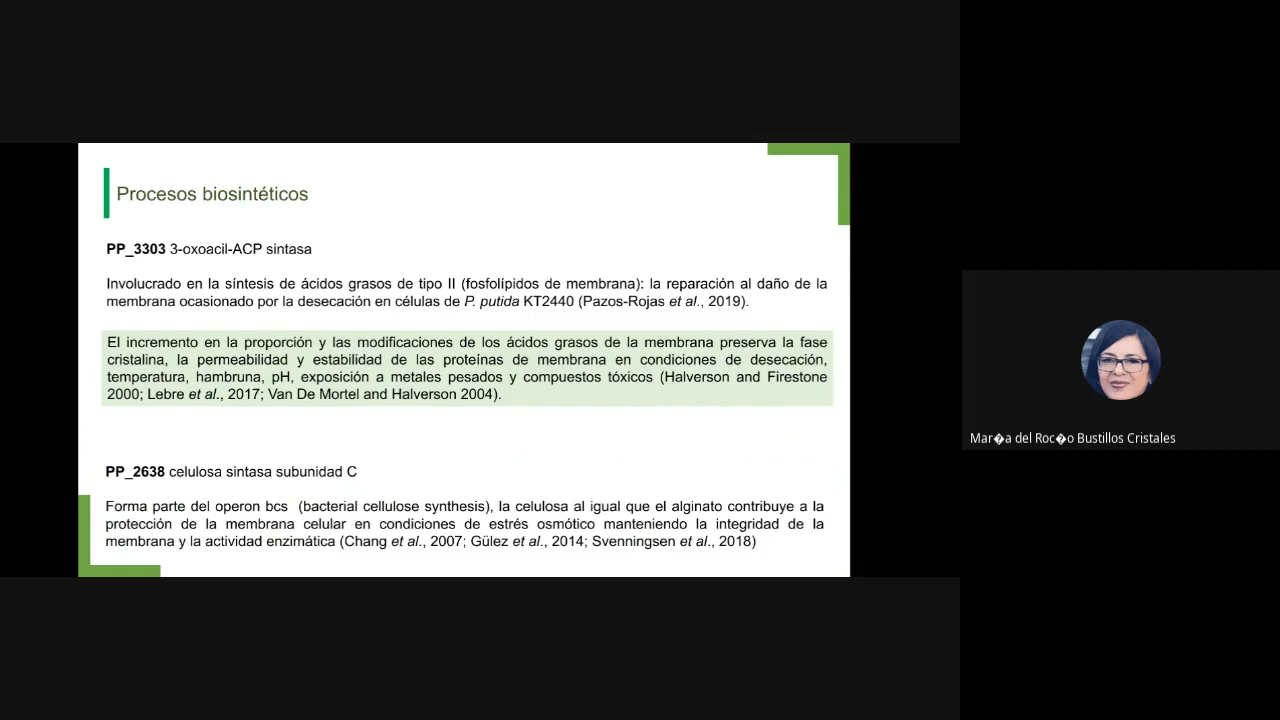 Procesos biosintéticos
PP_3303 3-oxoacil-ACP sintasa
Involucrado en la síntesis de ácidos grasos de tipo II (fosfolípidos de membrana): la reparación al daño de la
membrana ocasionado por la desecación en células de P. putida KT2440 (Pazos-Rojas et al., 2019).
El incremento en la proporción y las modificaciones de los ácidos grasos de la membrana preserva la fase
cristalina, la permeabilidad y estabilidad de las proteínas de membrana en condiciones de desecación,
temperatura, hambruna, pH, exposición a metales pesados y compuestos tóxicos (Halverson and Firestone
2000; Lebre et al., 2017; Van De Mortel and Halverson 2004).
PP_2638 celulosa sintasa subunidad C
Forma parte del operon bcs (bacterial cellulose synthesis), la celulosa al igual que el alginato contribuye a la
protección de la membrana celular en condiciones de estrés osmótico manteniendo la integridad de la
membrana y la actividad enzimática (Chang et al., 2007; Gülez et al., 2014; Svenningsen et al., 2018)
Mar�a del Roc�o Bustillos Cristales